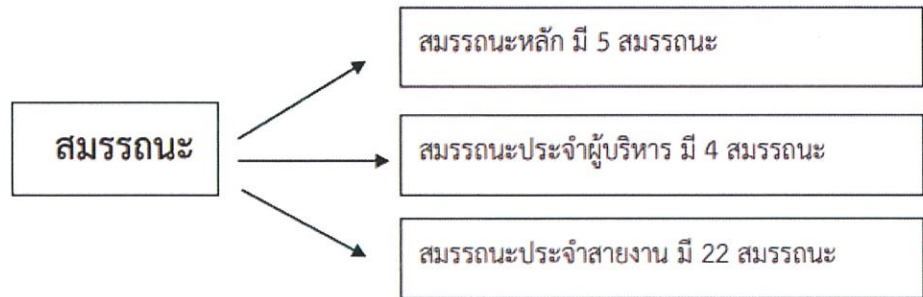 สมรรถนะ
สมรรถนะหลัก มี 5 สมรรถนะ
สมรรถนะประจำผู้บริหาร มี 4 สมรรถนะ
สมรรถนะประจำสายงาน มี 22 สมรรถนะ